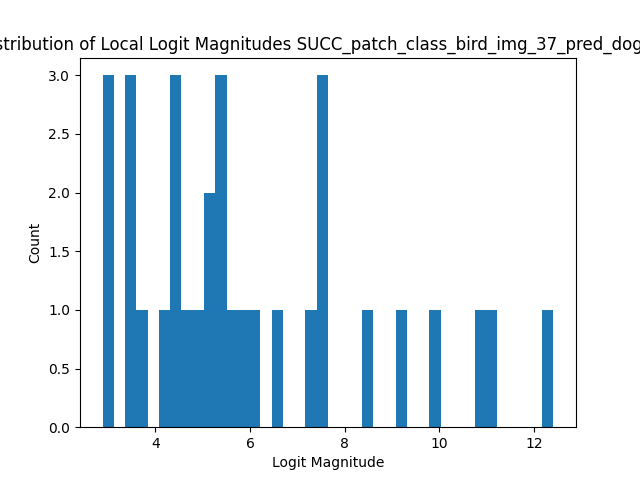 stribution of Local Logit Magnitudes SUCC_patch_class_bird_img_37_pred_dog
3.0
2.5
2.0
1.5
1.0
0.5
0.0
Count
4 6 8 10 12
Logit Magnitude